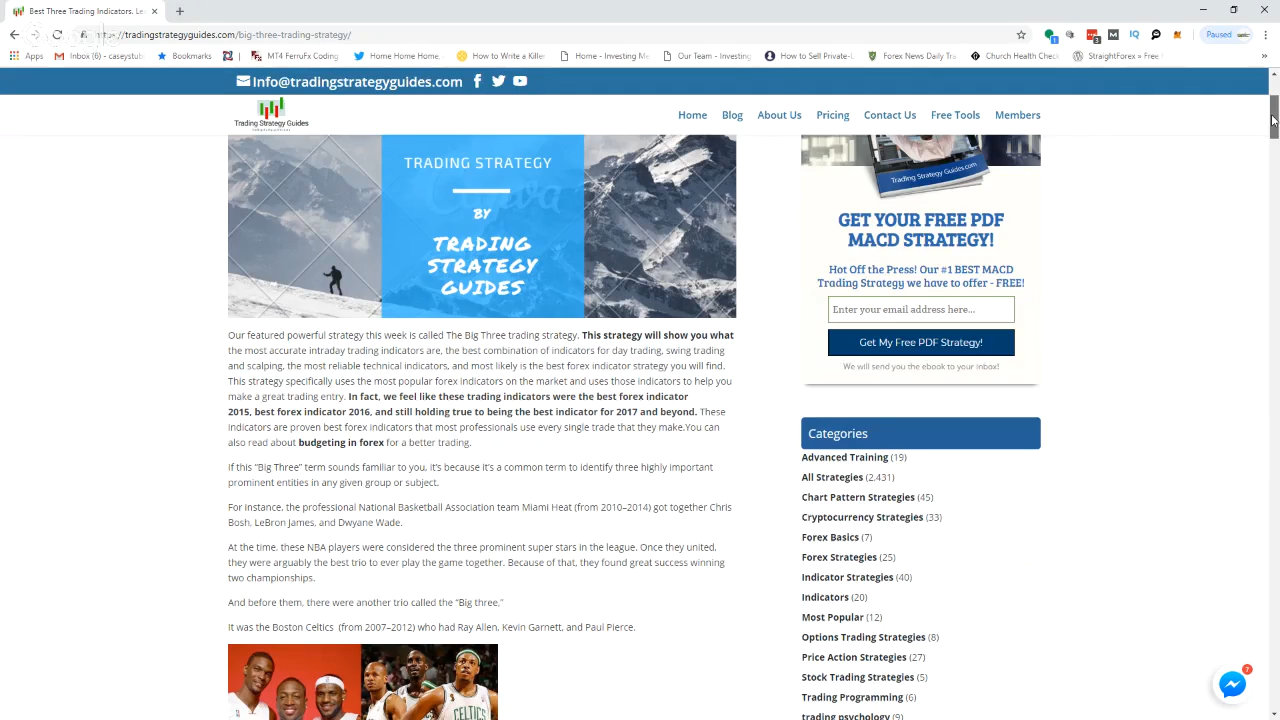 Best Three Trading Indicators. Le
//tradingstrategyguides.com/big-three-trading-strategy/
Paused
Apps
Inbox (6) - caseystub
Bookmarks
MT4 FerruFx Coding
Home Home Home,
How to Write a Killer
Home - Investing Me
Our Team - Investing
How to Sell Private-L
Forex News Daily Tra
Church Health Check
StraightForex » Free
Info@tradingstrategyguides.com
Trading Strategy Guides
Home
Blog
About Us
Pricing
Contact Us
Free Tools
Members
TRADING STRATEGY
BY
TRADING
STRATEGY
GUIDES
Our featured powerful strategy this week is called The Big Three trading strategy. This strategy will show you what
the most accurate intraday trading indicators are, the best combination of indicators for day trading, swing trading
and scalping, the most reliable technical indicators, and most likely is the best forex indicator strategy you will find.
This strategy specifically uses the most popular forex indicators on the market and uses those indicators to help you
make a great trading entry. In fact, we feel like these trading indicators were the best forex indicator
2015, best forex indicator 2016, and still holding true to being the best indicator for 2017 and beyond. These
indicators are proven best forex indicators that most professionals use every single trade that they make.You can
also read about budgeting in forex for a better trading.
If this “Big Three” term sounds familiar to you, it’s because it’s a common term to identify three highly important
prominent entities in any given group or subject.
For instance, the professional National Basketball Association team Miami Heat (from 2010–2014) got together Chris
Bosh, LeBron James, and Dwyane Wade.
At the time, these NBA players were considered the three prominent super stars in the league. Once they united,
they were arguably the best trio to ever play the game together. Because of that, they found great success winning
two championships.
And before them, there were another trio called the “Big three,”
It was the Boston Celtics (from 2007–2012) who had Ray Allen, Kevin Garnett, and Paul Pierce.
CELTICS
Trading Strategy Guides.com
GET YOUR FREE PDF
MACD STRATEGY!
Hot Off the Press! Our #1 BEST MACD
Trading Strategy we have to offer - FREE!
Enter your email address here...
Get My Free PDF Strategy!
We will send you the ebook to your inbox!
Categories
Advanced Training (19)
All Strategies (2,431)
Chart Pattern Strategies (45)
Cryptocurrency Strategies (33)
Forex Basics (7)
Forex Strategies (25)
Indicator Strategies (40)
Indicators (20)
Most Popular (12)
Options Trading Strategies (8)
Price Action Strategies (27)
Stock Trading Strategies (5)
Trading Programming (6)
trading psychology (9)
7